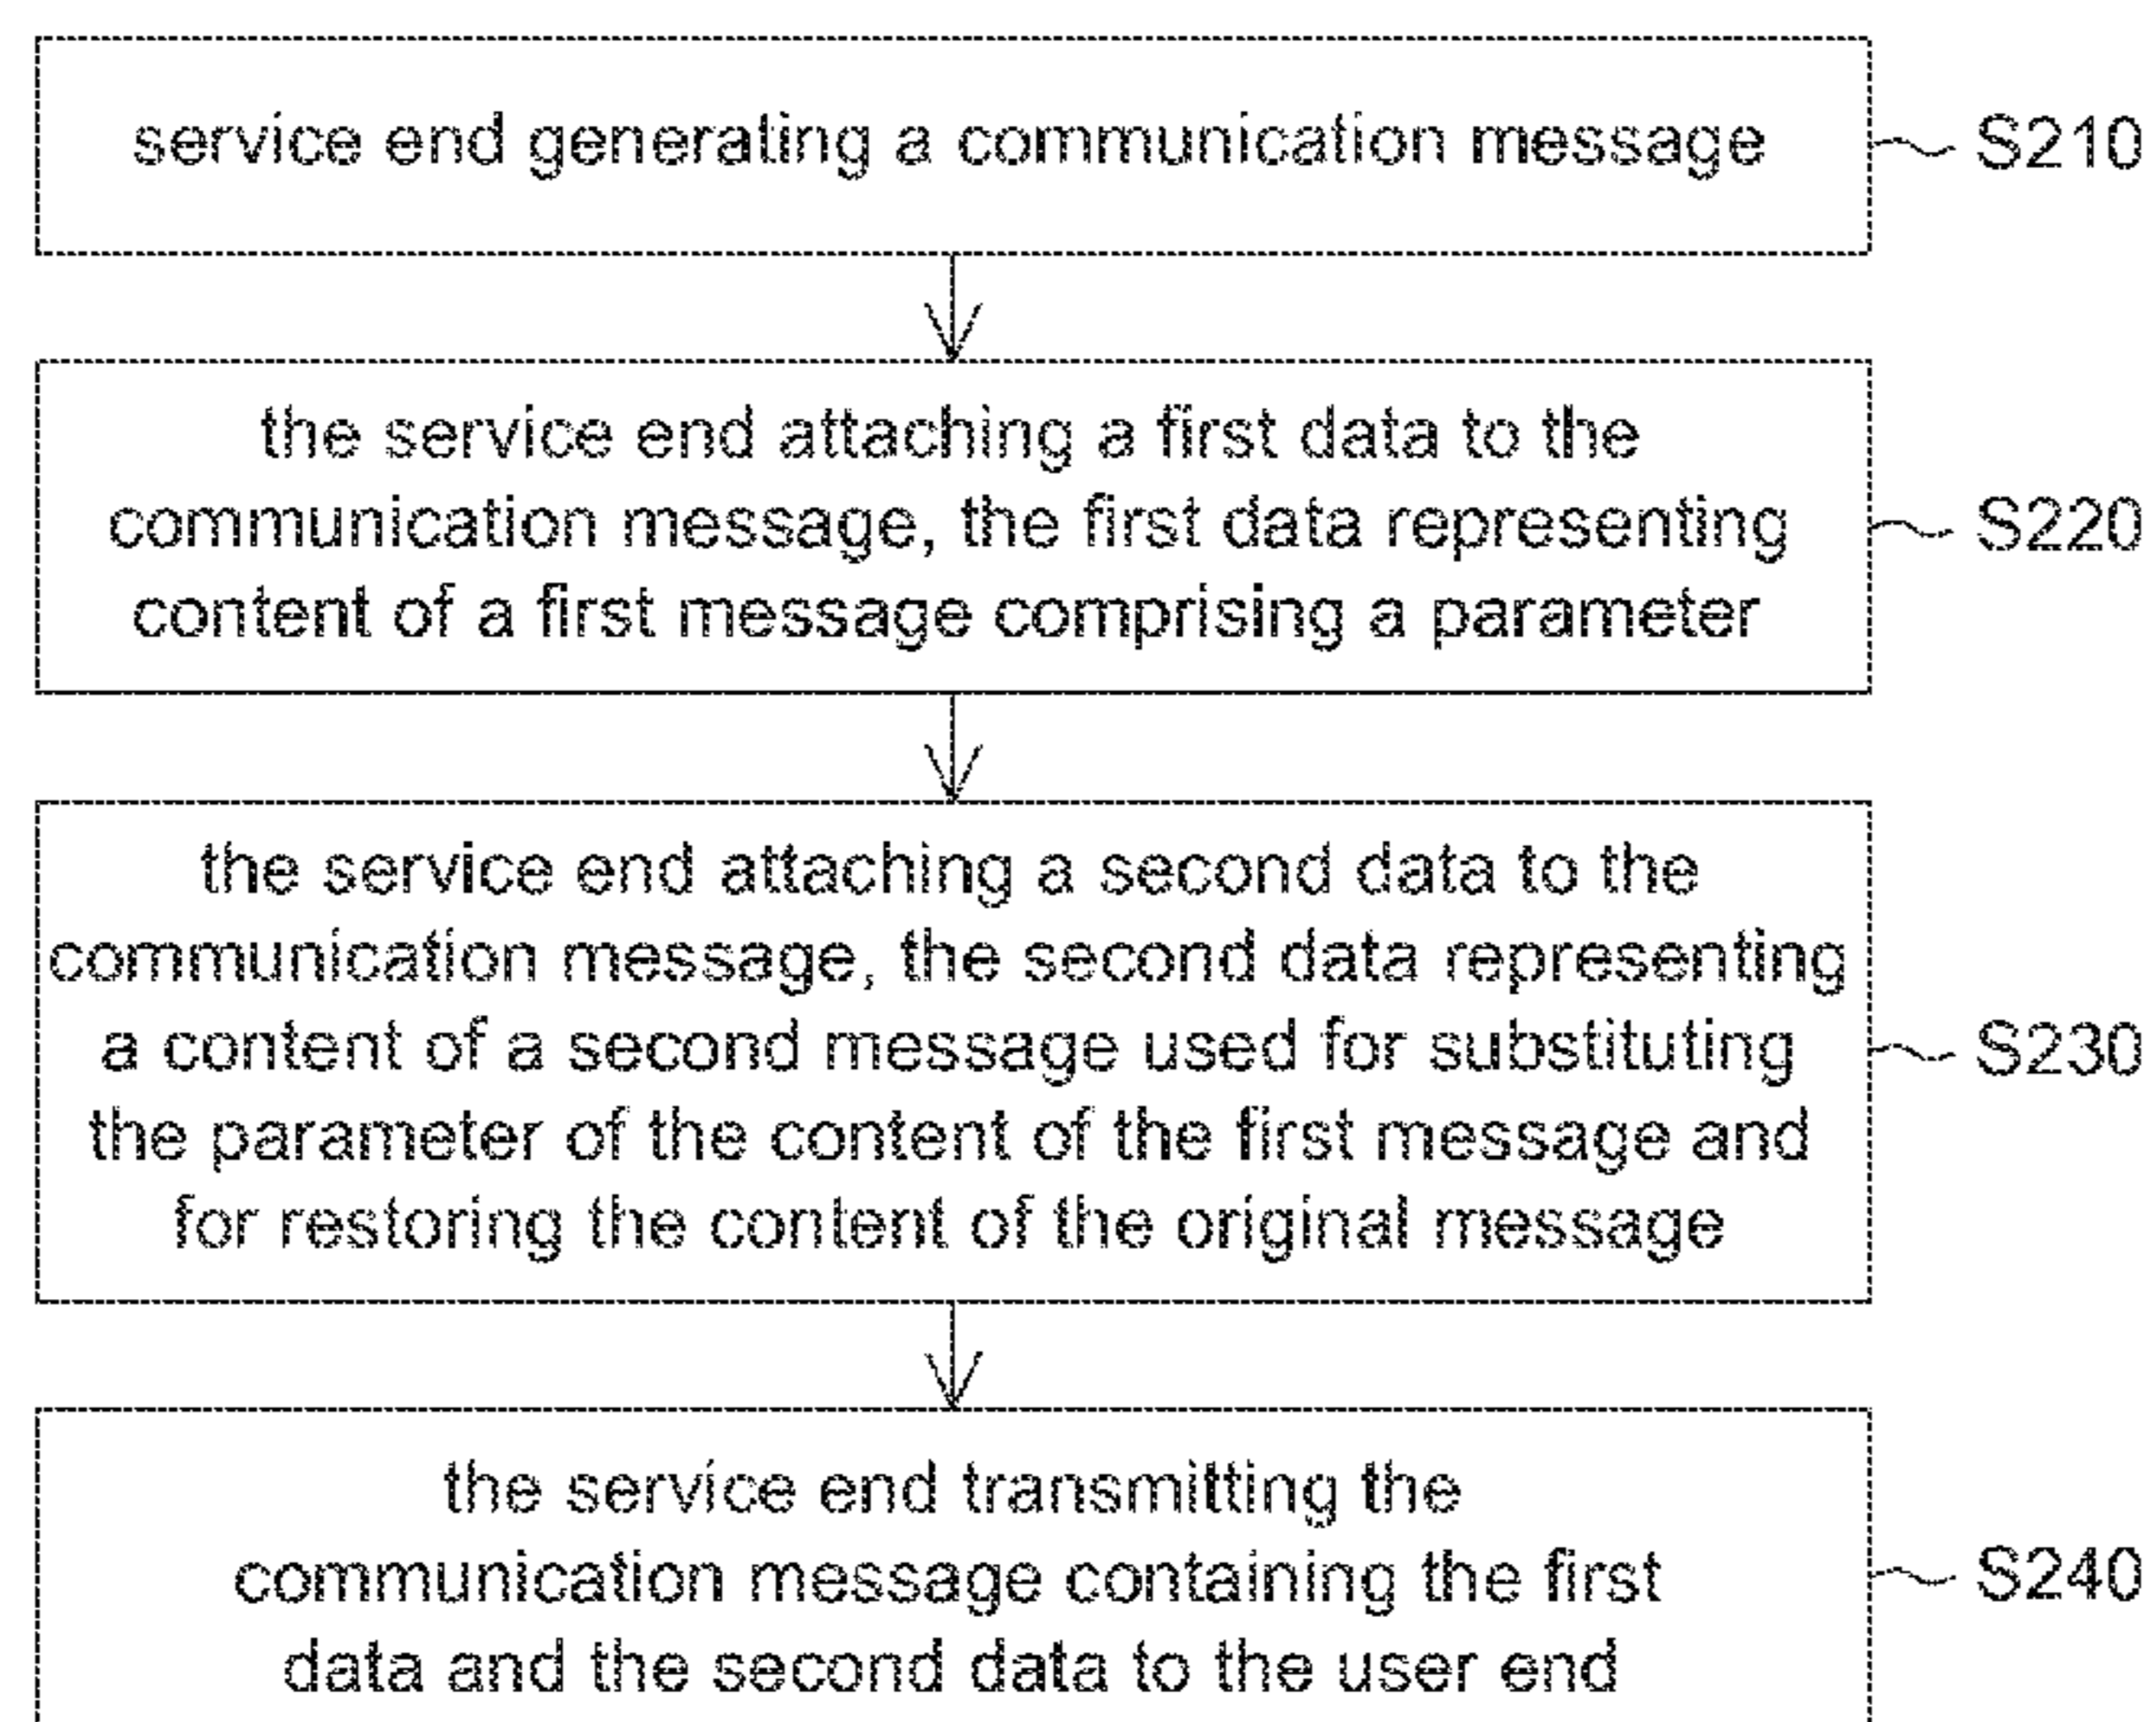 service end generating a communication message
S210
the service end attaching a first data to the
communication message, the first data representing
content of a first message comprising a parameter
S220
the service end attaching a second data to the
communication message, the second data representing
a content of a second message used for substituting
the parameter of the content of the first message and
for restoring the content of the original message
S230
the service end transmitting the
communication message containing the first
data and the second data to the user end
S240